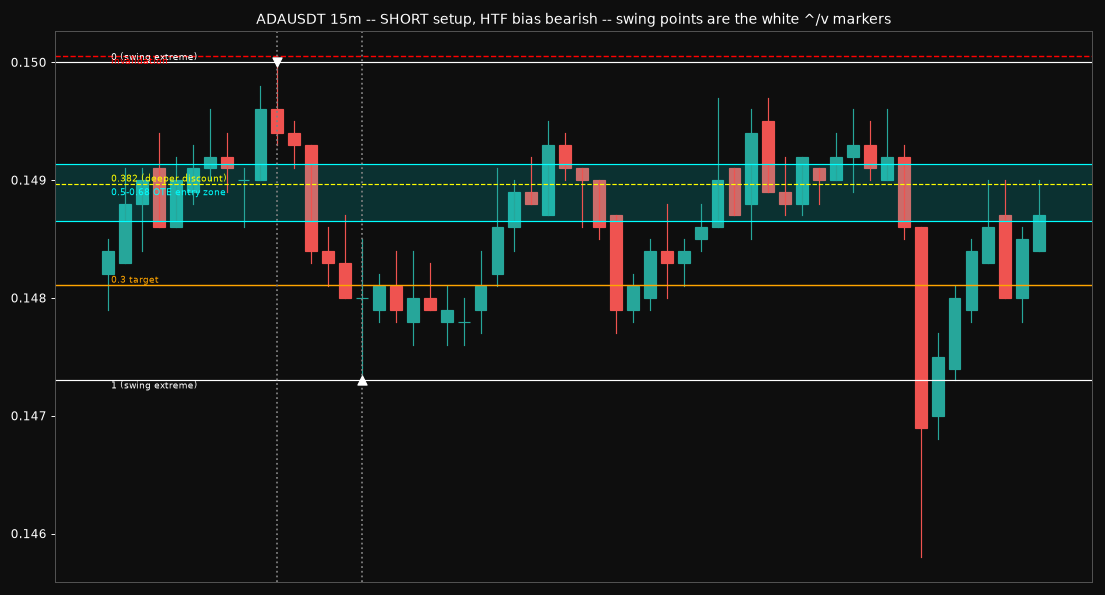 ADAUSDT 15m -- SHORT setup, HTF bias bearish -- swing points are the white ^/v markers
0.150
0 (swing extreme)
0.149
0.382 (deeper discount)
0.5-0.68 OTE entry zone
0.3 target
0.148
1 (swing extreme)
0.147
0.146